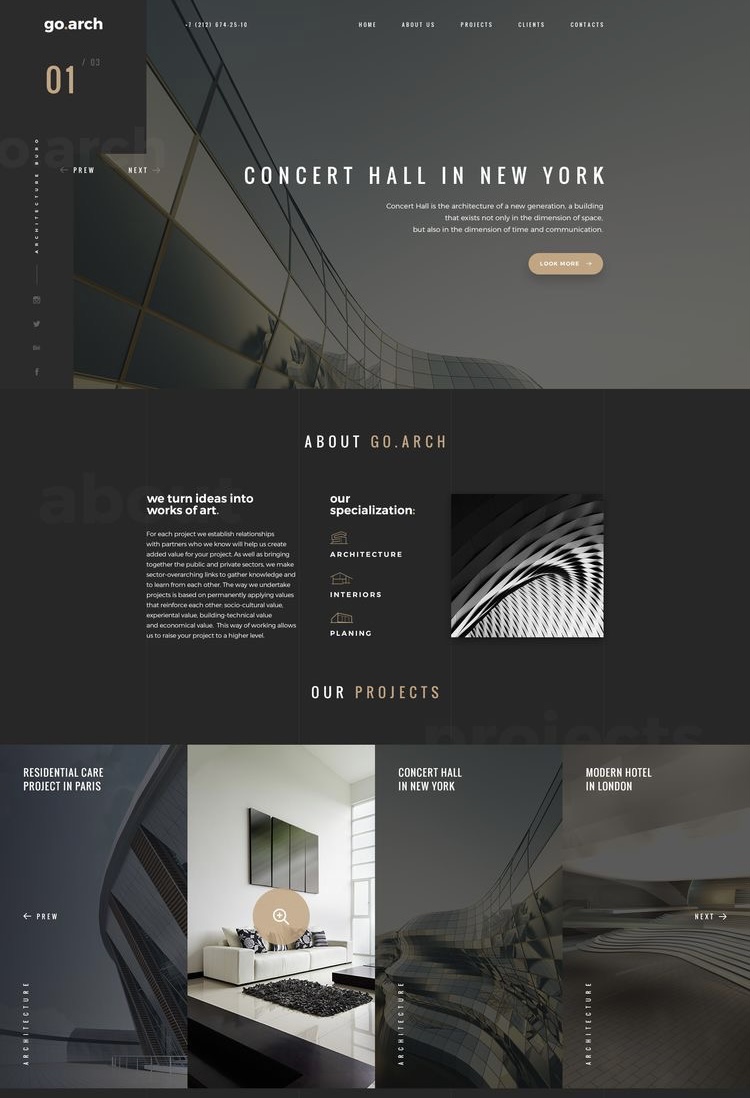 go.arch
+7 (212) 674-25-10
HOME
ABOUT US
PROJECTS
CLIENTS
CONTACTS
01
/ 03
go.arch
ARCHITECTURE BURO
PREW
NEXT
CONCERT HALL IN NEW YORK
Concert Hall is the architecture of a new generation, a building
that exists not only in the dimension of space,
but also in the dimension of time and communication.
LOOK MORE
ABOUT GO.ARCH
about
we turn ideas into
works of art.
For each project we establish relationships
with partners who we know will help us create
added value for your project. As well as bringing
together the public and private sectors, we make
sector-overarching links to gather knowledge and
to learn from each other. The way we undertake
projects is based on permanently applying values
that reinforce each other: socio-cultural value,
experiental value, building-technical value
and economical value. This way of working allows
us to raise your project to a higher level.
our
specialization:
ARCHITECTURE
INTERIORS
PLANING
OUR PROJECTS
projects
RESIDENTIAL CARE
PROJECT IN PARIS
CONCERT HALL
IN NEW YORK
MODERN HOTEL
IN LONDON
PREW
NEXT
ARCHITECTURE
ARCHITECTURE
ARCHITECTURE